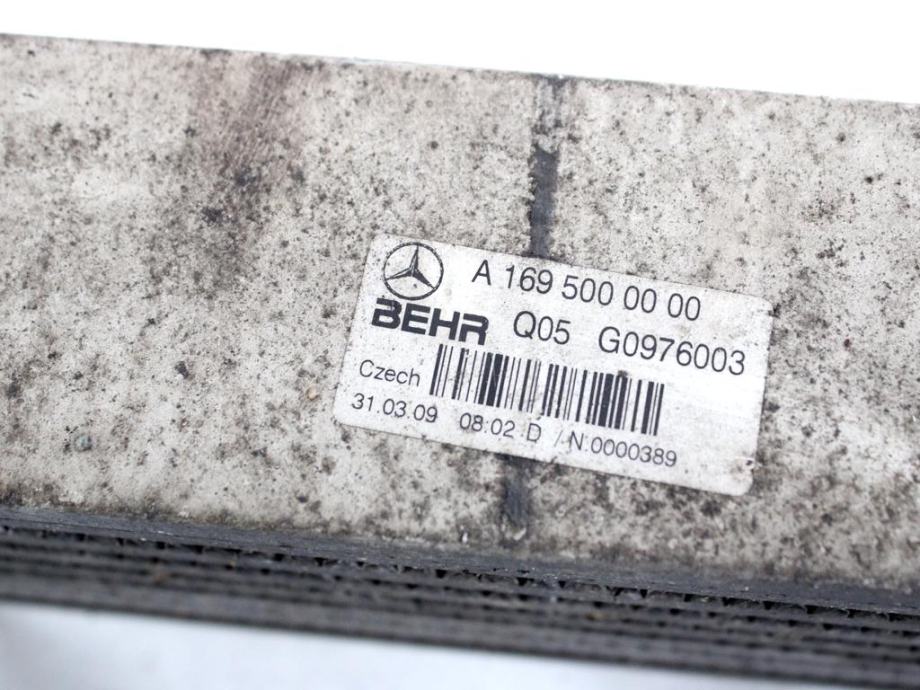 A 169 500 00 00
BEHR Q05 G0976003
Czech
31.03.09 08:02 D / N:0000389